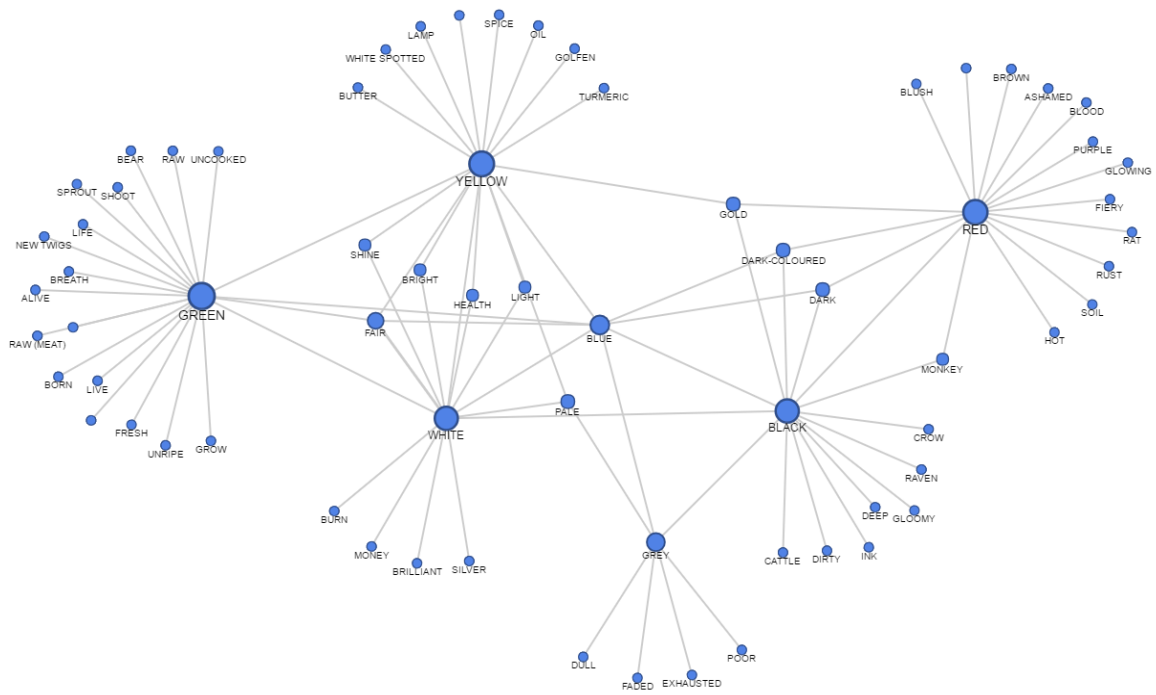 SPICE
LAMP
OIL
WHITE SPOTTED
GOLFEN
BUTTER
TURMERIC
YELLOW
BROWN
BLUSH
ASHAMED
BLOOD
PURPLE
GLOWING
FIERY
RAT
RED
RUST
SOIL
HOT
BEAR
RAW
UNCOOKED
SPROUT
SHOOT
LIFE
NEW TWIGS
BREATH
ALIVE
GREEN
RAW (MEAT)
BORN
LIVE
FRESH
UNRIPE
GROW
GOLD
SHINE
BRIGHT
DARK-COLOURED
HEALTH
LIGHT
DARK
FAIR
BLUE
MONKEY
PALE
WHITE
BLACK
CROW
RAVEN
DEEP
GLOOMY
INK
DIRTY
CATTLE
BURN
MONEY
BRILLIANT
SILVER
GREY
DULL
FADED
EXHAUSTED
POOR